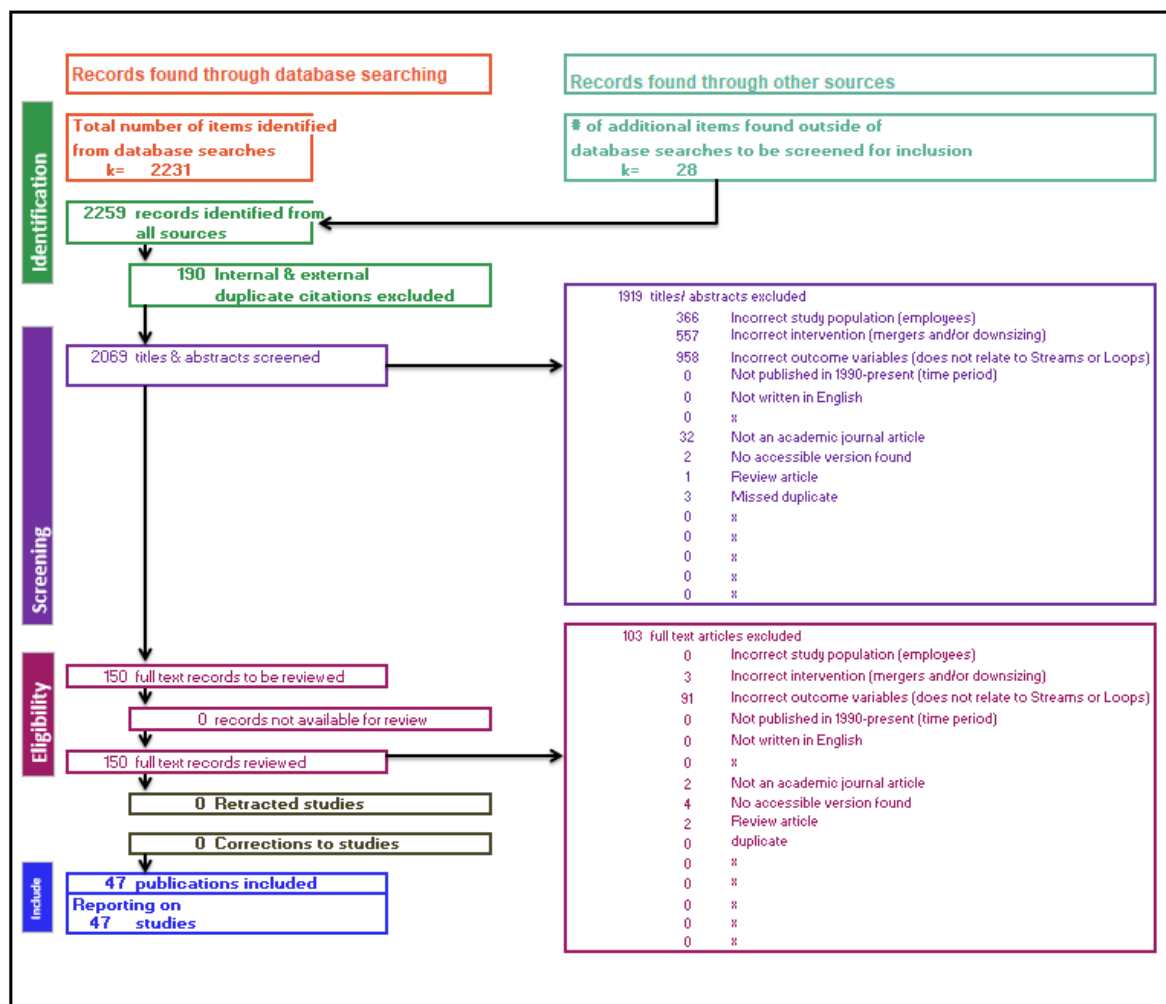 Records found through database searching
Records found through other sources
Identification
Total number of items identified
from database searches
k= 2231
# of additional items found outside of
database searches to be screened for inclusion
k= 28
2259 records identified from
all sources
190 Internal & external
duplicate citations excluded
Screening
2069 titles & abstracts screened
1919 titles/ abstracts excluded
366 Incorrect study population (employees)
557 Incorrect intervention (mergers and/or downsizing)
958 Incorrect outcome variables (does not relate to Streams or Loops)
0 Not published in 1990-present (time period)
0 Not written in English
0 x
32 Not an academic journal article
2 No accessible version found
1 Review article
3 Missed duplicate
0 x
0 x
0 x
0 x
0 x
Eligibility
150 full text records to be reviewed
0 records not available for review
150 full text records reviewed
0 Retracted studies
0 Corrections to studies
103 full text articles excluded
0 Incorrect study population (employees)
3 Incorrect intervention (mergers and/or downsizing)
91 Incorrect outcome variables (does not relate to Streams or Loops)
0 Not published in 1990-present (time period)
0 Not written in English
0 x
2 Not an academic journal article
4 No accessible version found
2 Review article
0 duplicate
0 x
0 x
0 x
0 x
0 x
Include
47 publications included
Reporting on
47 studies